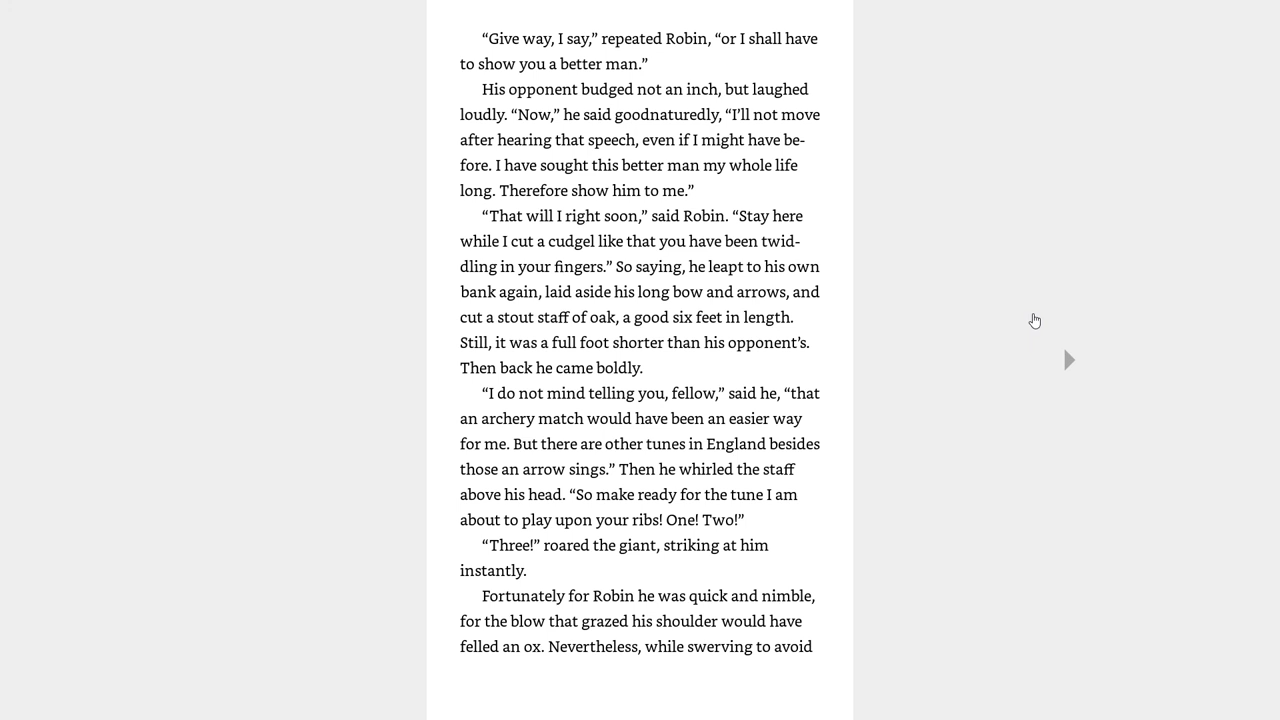 “Give way, I say,” repeated Robin, “or I shall have
to show you a better man.”
His opponent budged not an inch, but laughed
loudly. “Now,” he said goodnaturedly, “I’ll not move
after hearing that speech, even if I might have be-
fore. I have sought this better man my whole life
long. Therefore show him to me.”
“That will I right soon,” said Robin. “Stay here
while I cut a cudgel like that you have been twid-
dling in your fingers.” So saying, he leapt to his own
bank again, laid aside his long bow and arrows, and
cut a stout staff of oak, a good six feet in length.
Still, it was a full foot shorter than his opponent’s.
Then back he came boldly.
“I do not mind telling you, fellow,” said he, “that
an archery match would have been an easier way
for me. But there are other tunes in England besides
those an arrow sings.” Then he whirled the staff
above his head. “So make ready for the tune I am
about to play upon your ribs! One! Two!”
“Three!” roared the giant, striking at him
instantly.
Fortunately for Robin he was quick and nimble,
for the blow that grazed his shoulder would have
felled an ox. Nevertheless, while swerving to avoid